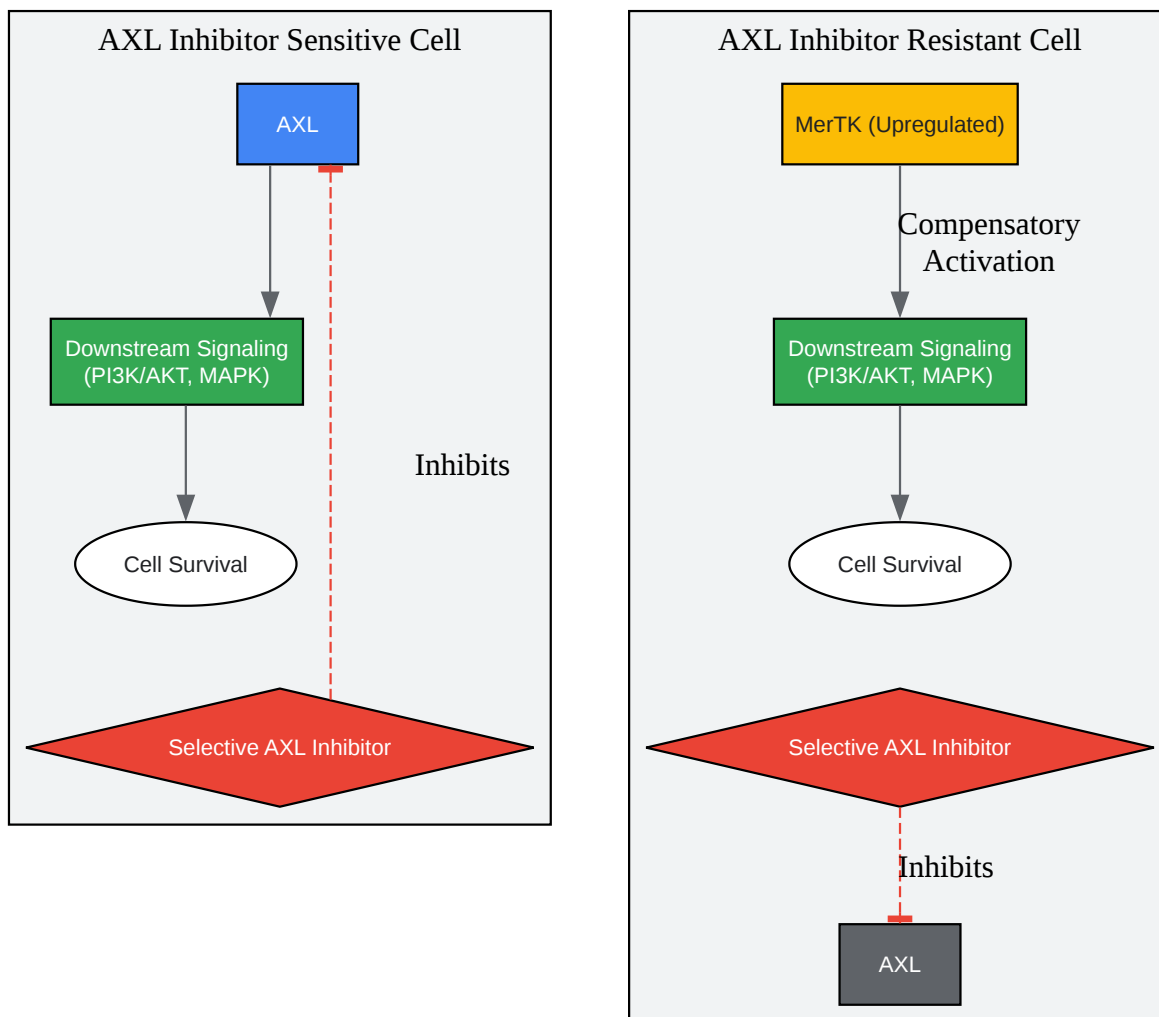 AXL Inhibitor Sensitive Cell
AXL
Downstream Signaling
(PI3K/AKT, MAPK)
Inhibits
Cell Survival
Selective AXL Inhibitor
AXL Inhibitor Resistant Cell
MerTK (Upregulated)
Compensatory
Activation
Downstream Signaling
(PI3K/AKT, MAPK)
Cell Survival
Selective AXL Inhibitor
Inhibits
AXL